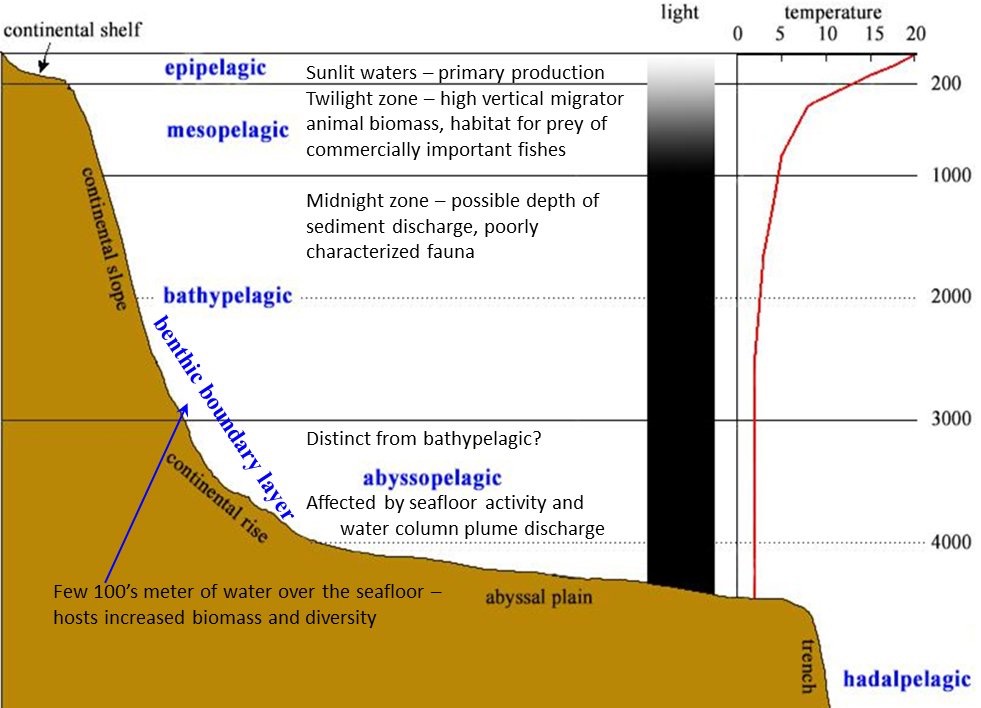 light
temperature
0 5 10 15 20
continental shelf
epipelagic
Sunlit waters – primary production
200
Twilight zone – high vertical migrator
animal biomass, habitat for prey of
commercially important fishes
mesopelagic
1000
continental slope
Midnight zone – possible depth of
sediment discharge, poorly
characterized fauna
bathypelagic
2000
benthic boundary layer
3000
Distinct from bathypelagic?
abyssopelagic
continental rise
Affected by seafloor activity and
water column plume discharge
4000
Few 100’s meter of water over the seafloor –
hosts increased biomass and diversity
abyssal plain
trench
hadalpelagic